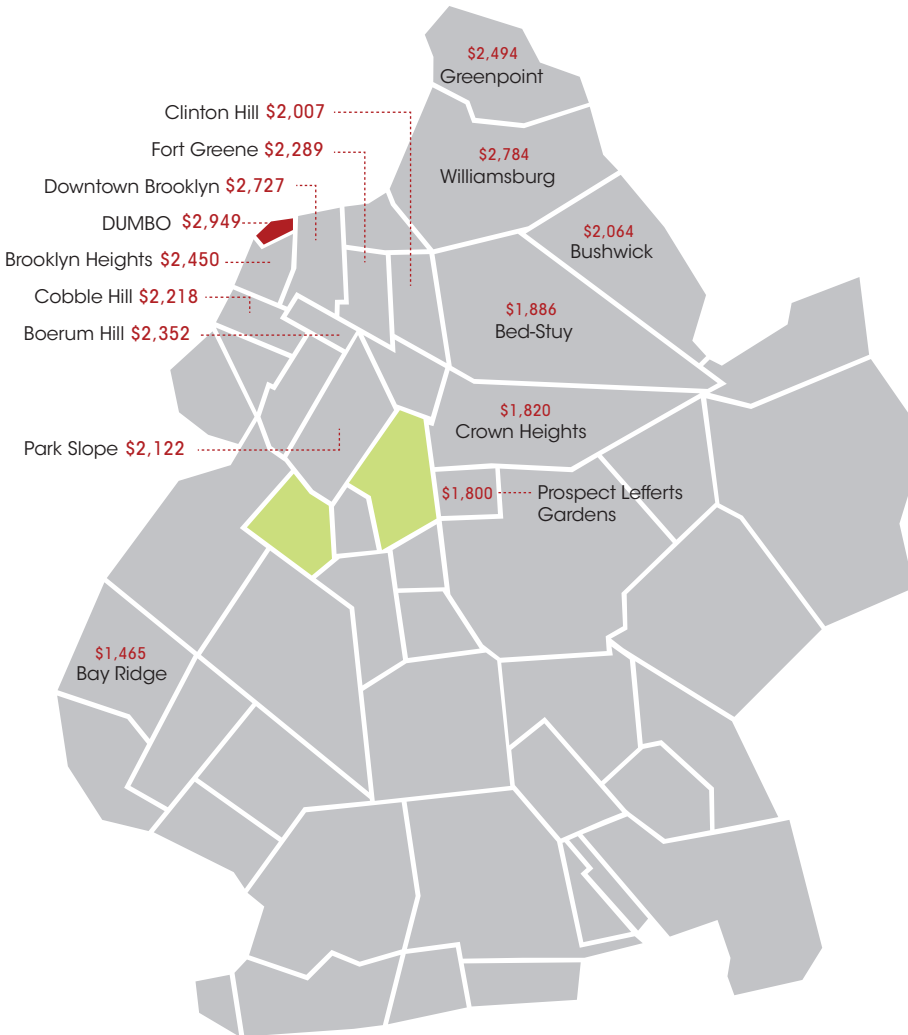 $2,494
Greenpoint
Clinton Hill $2,007
Fort Greene $2,289
$2,784
Williamsburg
Downtown Brooklyn $2,727
DUMBO $2,949
$2,064
Bushwick
Brooklyn Heights $2,450
Cobble Hill $2,218
$1,886
Bed-Stuy
Boerum Hill $2,352
$1,820
Crown Heights
Park Slope $2,122
$1,800 Prospect Lefferts
Gardens
$1,465
Bay Ridge